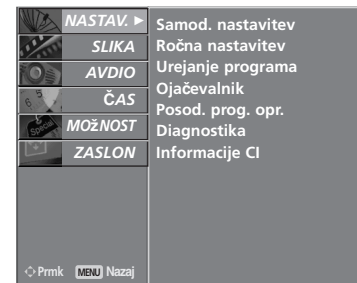 NASTAV. ►
SLIKA
AVDIO
ČAS
MOŽNOST
ZASLON
Samod. nastavitev
Ročna nastavitev
Urejanje programa
Ojačevalnik
Posod. prog. opr.
Diagnostika
Informacije CI
Prmk MENU Nazaj